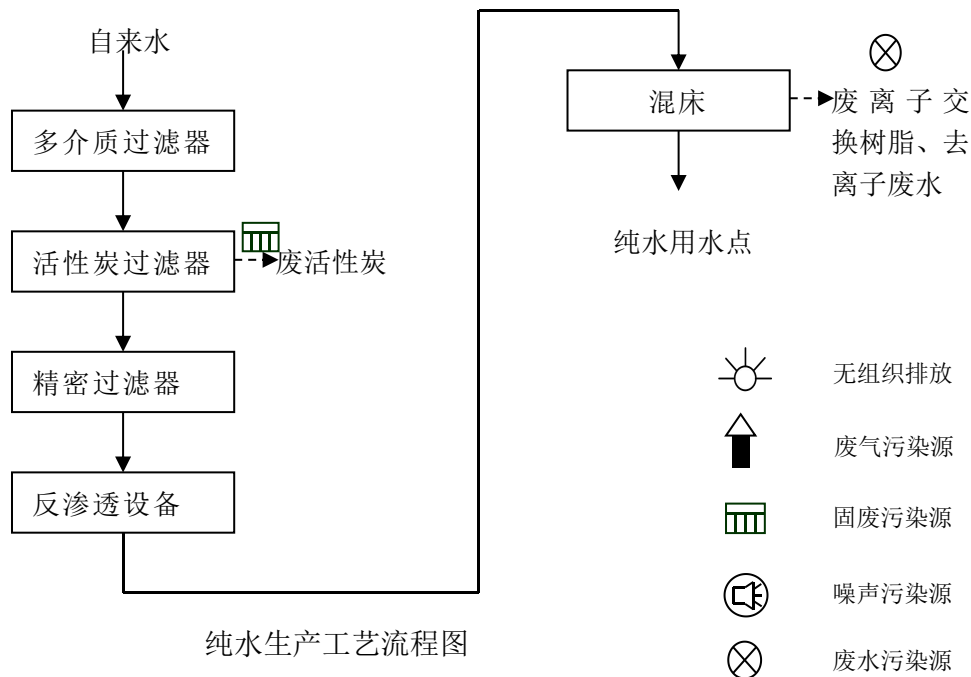 自来水
多介质过滤器
活性炭过滤器
废活性炭
精密过滤器
反渗透设备
混床
废离子交
换树脂、去
离子废水
纯水用水点
无组织排放
废气污染源
固废污染源
噪声污染源
废水污染源
纯水生产工艺流程图